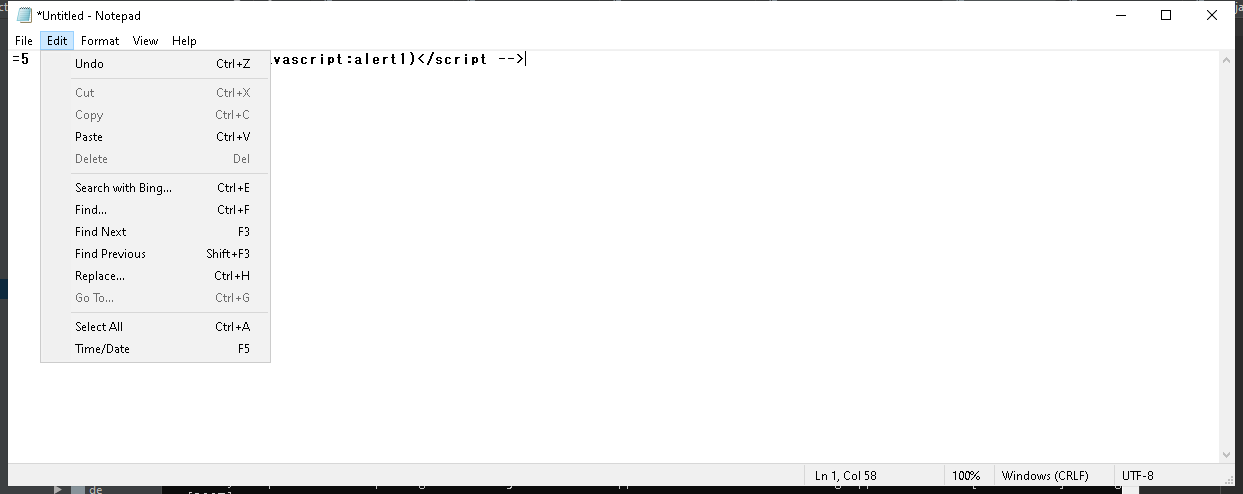 *Untitled - Notepad
File Edit Format View Help
=5 vascript:alert1)</script -->
Undo Ctrl+Z
Cut Ctrl+X
Copy Ctrl+C
Paste Ctrl+V
Delete Del
Search with Bing... Ctrl+E
Find... Ctrl+F
Find Next F3
Find Previous Shift+F3
Replace... Ctrl+H
Go To... Ctrl+G
Select All Ctrl+A
Time/Date F5
Ln 1, Col 58 100% Windows (CRLF) UTF-8
de